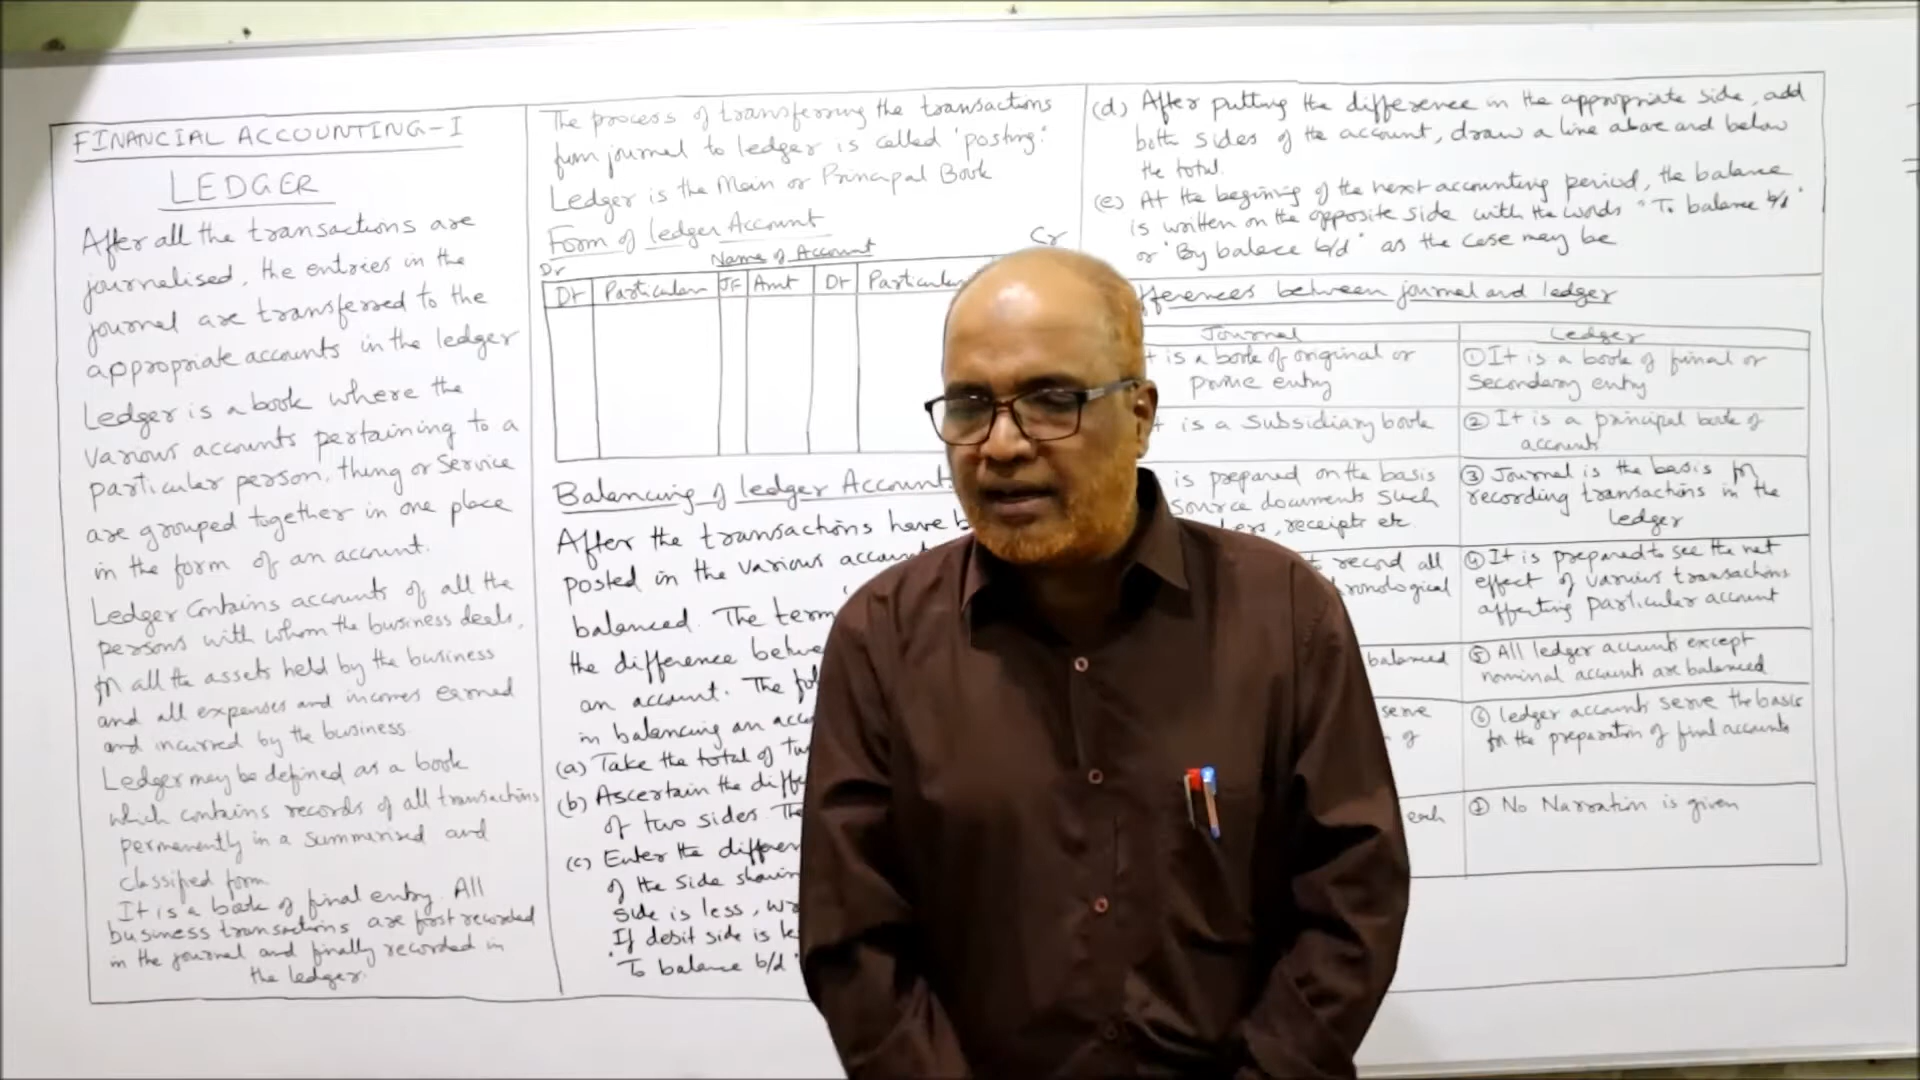 FINANCIAL ACCOUNTING-I
LEDGER
After all the transactions are
journalised, the entries in the
journal are transferred to the
appropriate accounts in the ledger
Ledger is a book where the
various accounts pertaining to a
particular person, thing or service
are grouped together in one place
in the form of an account.
Ledger contains accounts of all the
persons with whom the business deals,
for all the assets held by the business
and all expenses and incomes earned
and incurred by the business
Ledger may be defined as a book
which contains records of all transactions
permanently in a summarised and
classified form
It is a book of final entry. All
business transactions are first recorded
in the journal and finally recorded in
the ledger.
The process of transferring the transactions
from journal to ledger is called 'posting'.
Ledger is the Main or Principal Book
Form of ledger Account
Name of Account
Dr
Cr
Dt Particulars JF Amt Dt Particulars
Balancing of ledger Account
After the transactions have
posted in the various
balanced. The term
the difference
an account. The
in balancing an
(a) Take the total of
(b) Ascertain the
of two sides.
(c) Enter the
of the side
side is less,
If debit side is
"To balance b/d"
(d) After putting the difference in the appropriate side, add
both sides of the account, draw a line above and below
the total.
(e) At the beginning of the next accounting period, the balance
is written on the opposite side with the words "To balance b/d"
or "By balace b/d" as the case may be
between journal and ledger
Journal
Ledger
is a book of original or
prime entry
① It is a book of final or
Secondary entry
is a subsidiary book
② It is a principal book of
accounts
is prepared on the basis
source documents such
receipts etc.
③ Journal is the basis for
recording transactions in the
ledger
record all
④ It is prepared to see the net
effect of various transactions
affecting particular account
balanced
⑤ All ledger accounts except
nominal accounts are balanced
serve
of
⑥ ledger accounts serve the basis
for the preparation of final accounts
each
⑦ No Narration is given